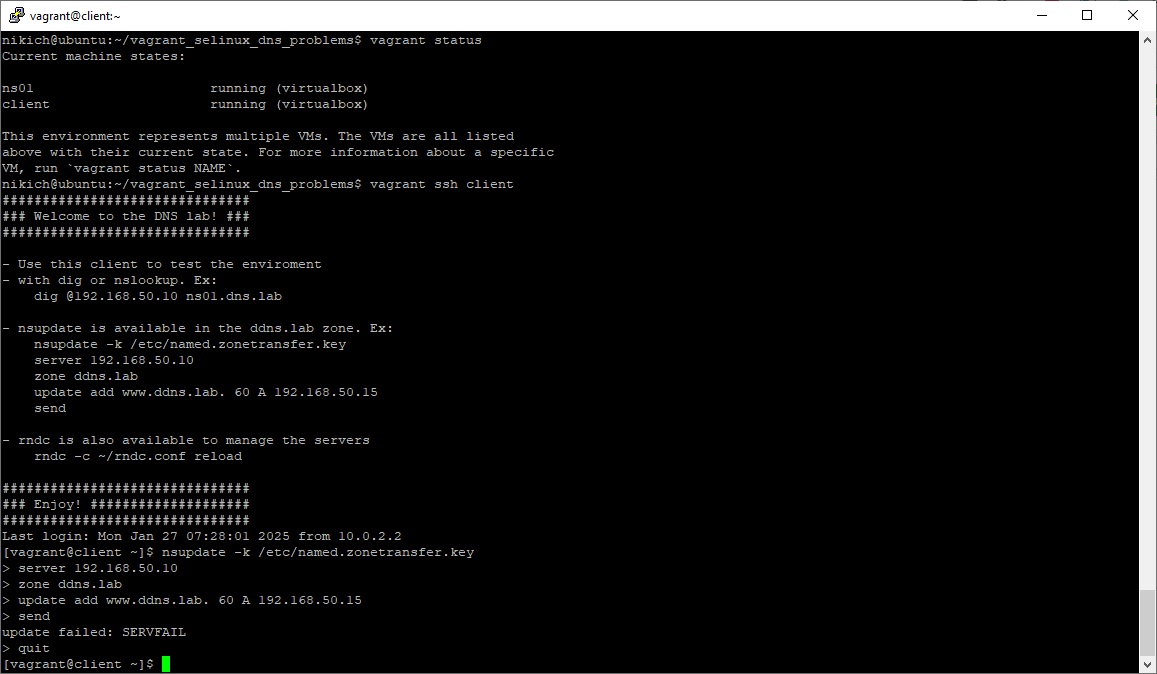 vagrant@client:~
nikich@ubuntu:~/vagrant_selinux_dns_problems$ vagrant status
Current machine states:
ns01                      running (virtualbox)
client                    running (virtualbox)
This environment represents multiple VMs. The VMs are all listed
above with their current state. For more information about a specific
VM, run `vagrant status NAME`.
nikich@ubuntu:~/vagrant_selinux_dns_problems$ vagrant ssh client
###############################
### Welcome to the DNS lab! ###
###############################
- Use this client to test the enviroment
- with dig or nslookup. Ex:
    dig @192.168.50.10 ns01.dns.lab
- nsupdate is available in the ddns.lab zone. Ex:
    nsupdate -k /etc/named.zonetransfer.key
    server 192.168.50.10
    zone ddns.lab
    update add www.ddns.lab. 60 A 192.168.50.15
    send
- rndc is also available to manage the servers
    rndc -c ~/rndc.conf reload
###############################
### Enjoy! ####################
###############################
Last login: Mon Jan 27 07:28:01 2025 from 10.0.2.2
[vagrant@client ~]$ nsupdate -k /etc/named.zonetransfer.key
> server 192.168.50.10
> zone ddns.lab
> update add www.ddns.lab. 60 A 192.168.50.15
> send
update failed: SERVFAIL
> quit
[vagrant@client ~]$